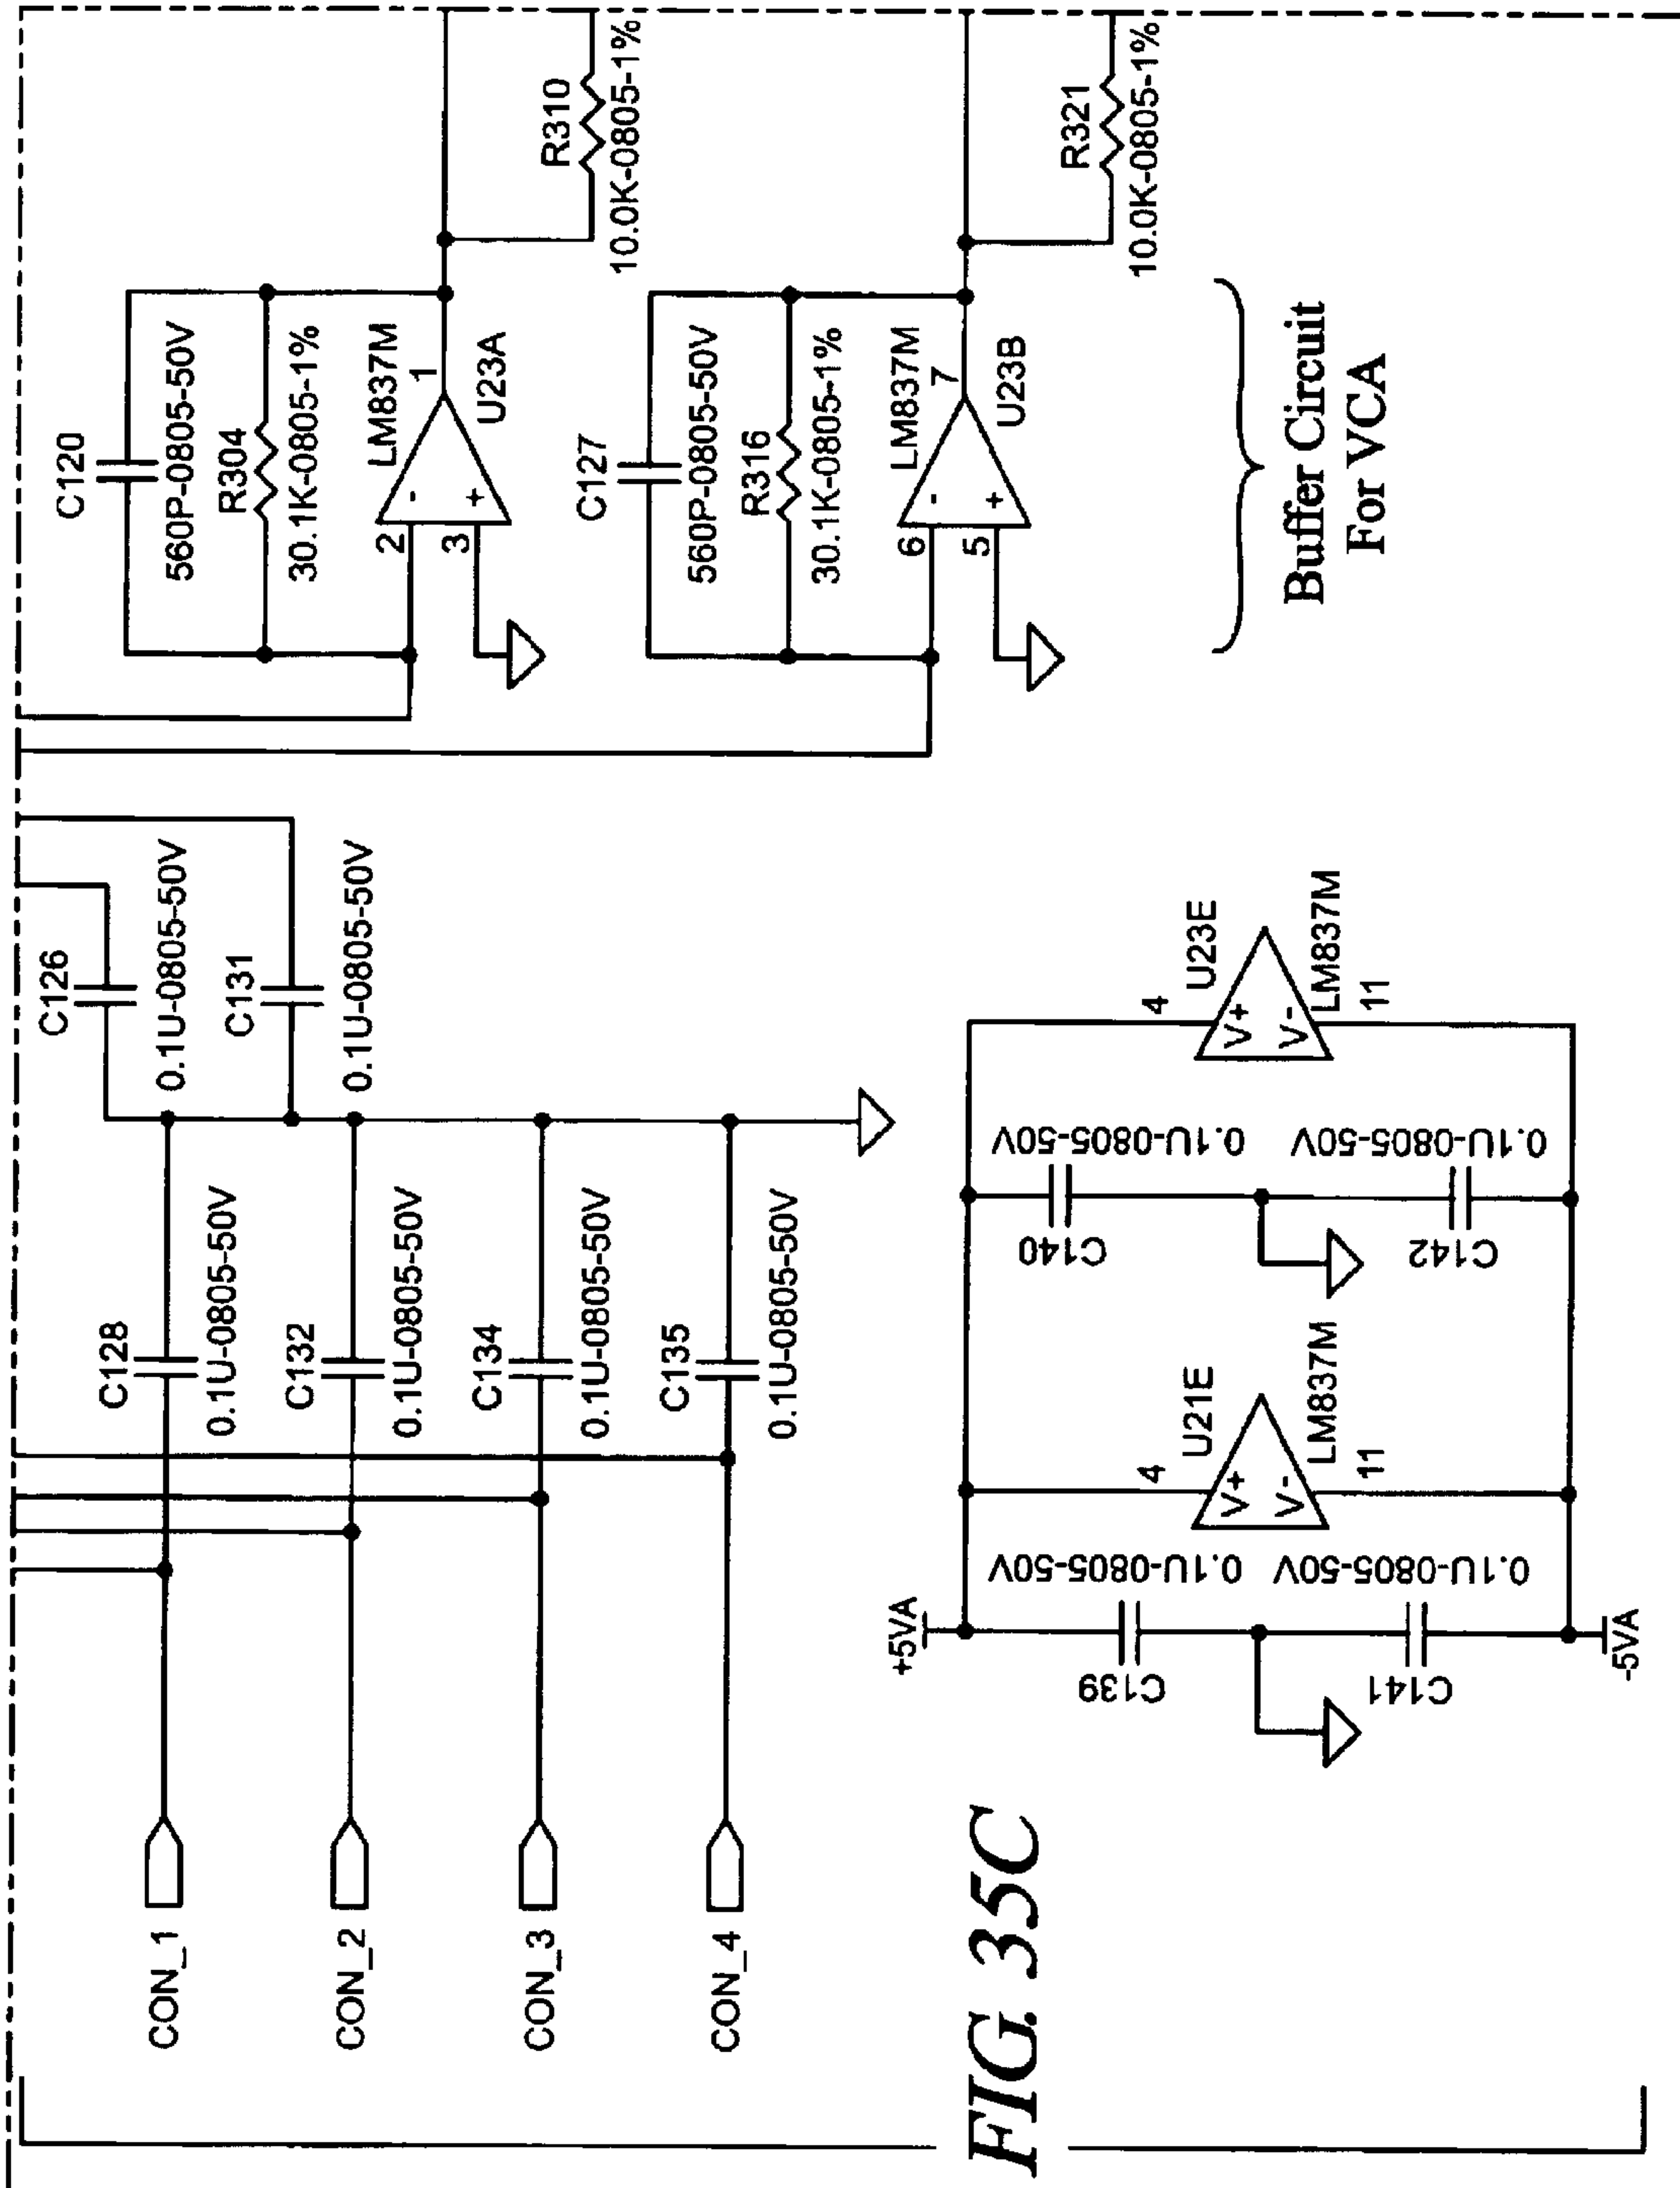 C126
0.1U-0805-50V
C131
0.1U-0805-50V
C128
0.1U-0805-50V
C132
0.1U-0805-50V
C134
0.1U-0805-50V
C135
0.1U-0805-50V
CON_1
CON_2
CON_3
CON_4
C120
560P-0805-50V
R304
30.1K-0805-1%
LM837M
2
-
3
+
1
U23A
R310
10.0K-0805-1%
C127
560P-0805-50V
R316
30.1K-0805-1%
LM837M
6
-
5
+
7
U23B
R321
10.0K-0805-1%
Buffer Circuit
For VCA
+5VA
C139
0.1U-0805-50V
C141
0.1U-0805-50V
-5VA
4
U21E
V+
V-
LM837M
11
C140
0.1U-0805-50V
C142
0.1U-0805-50V
4
U23E
V+
V-
LM837M
11
FIG. 35C